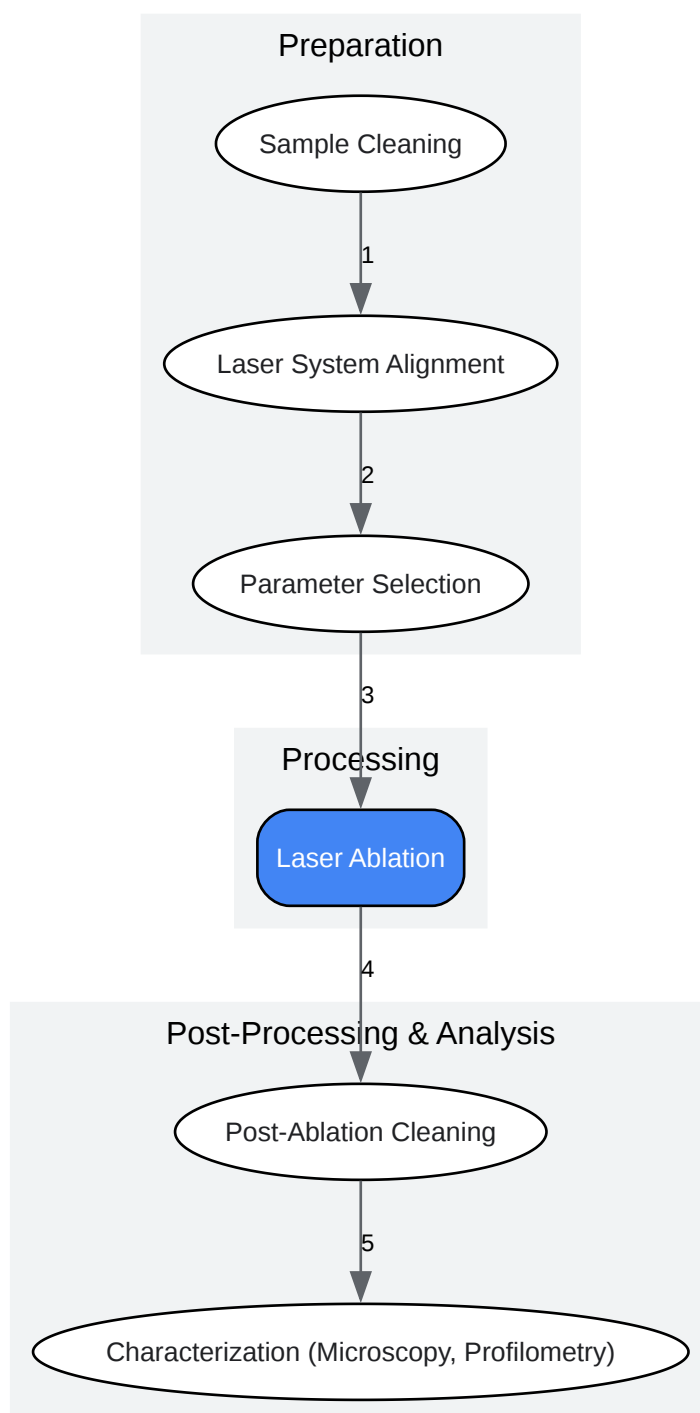 Preparation
Sample Cleaning
1
Laser System Alignment
2
Parameter Selection
3
Processing
Laser Ablation
4
Post-Processing & Analysis
Post-Ablation Cleaning
5
Characterization (Microscopy, Profilometry)